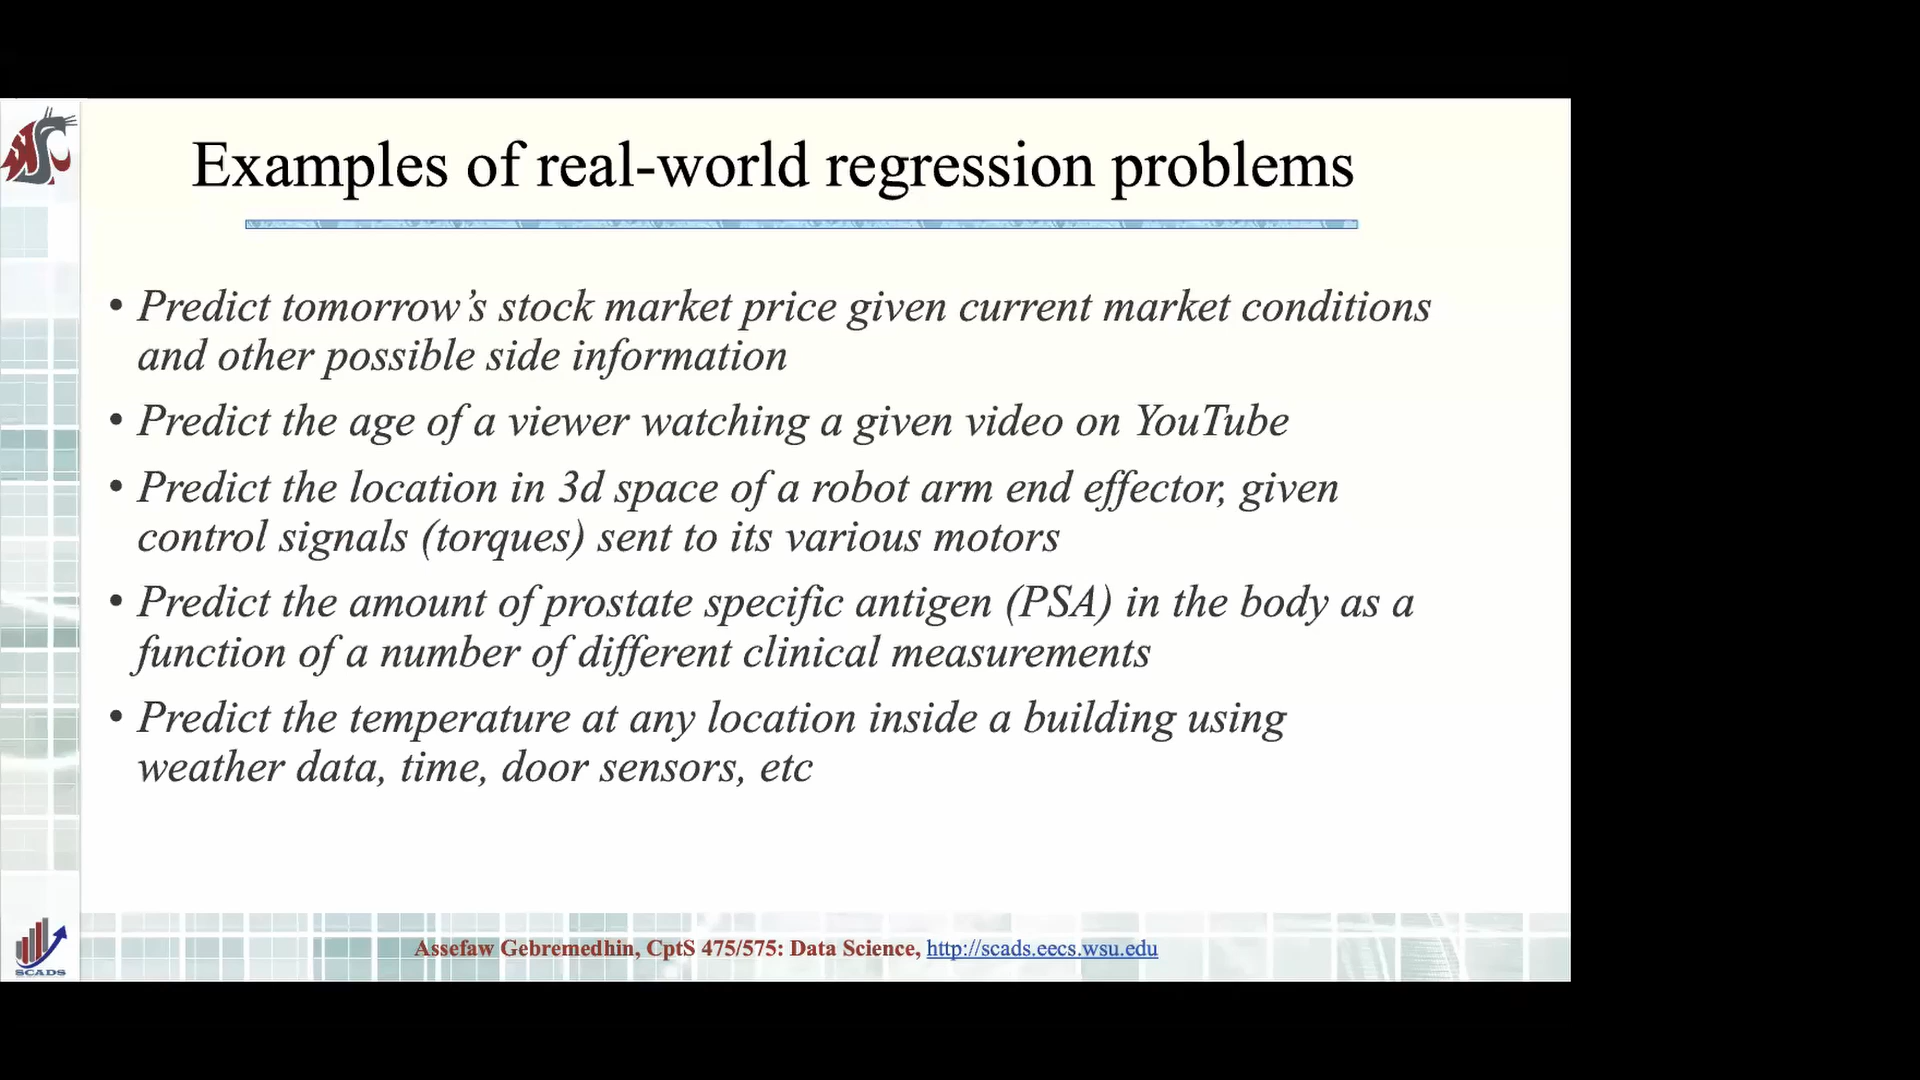 Examples of real-world regression problems
• Predict tomorrow’s stock market price given current market conditions
and other possible side information
• Predict the age of a viewer watching a given video on YouTube
• Predict the location in 3d space of a robot arm end effector, given
control signals (torques) sent to its various motors
• Predict the amount of prostate specific antigen (PSA) in the body as a
function of a number of different clinical measurements
• Predict the temperature at any location inside a building using
weather data, time, door sensors, etc
SCADS
Assefaw Gebremedhin, CptS 475/575: Data Science, http://scads.eecs.wsu.edu